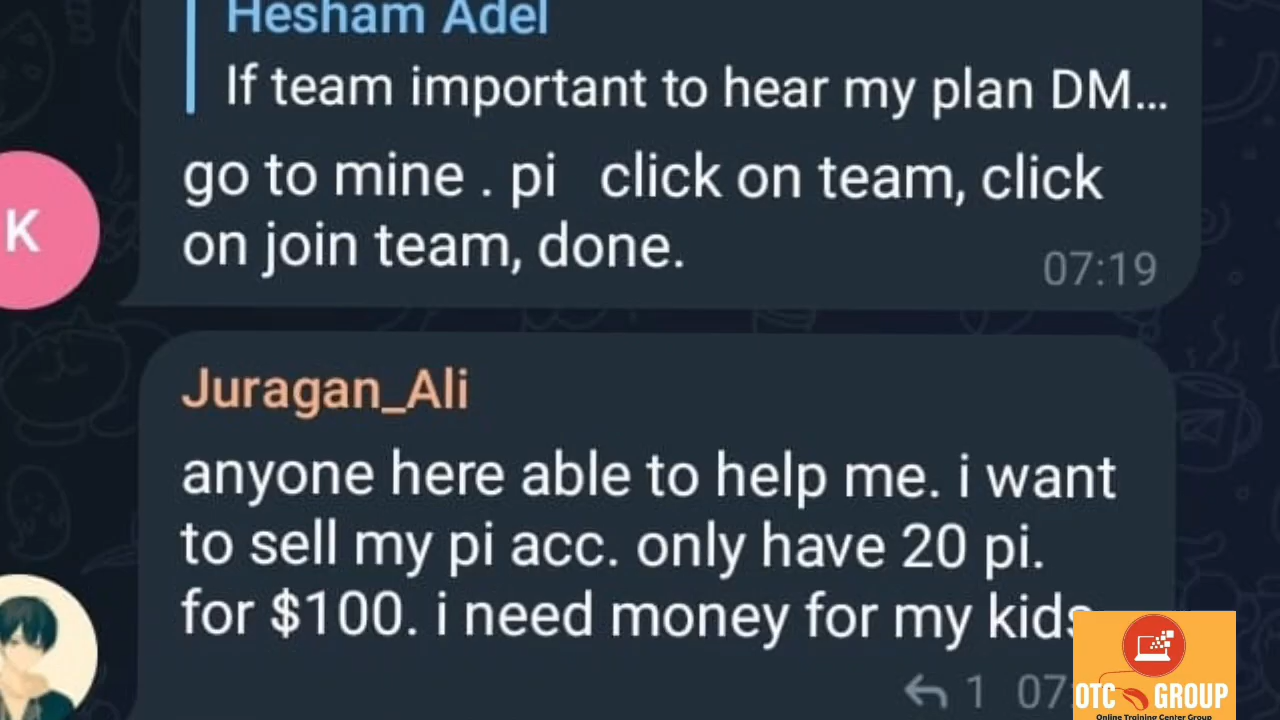 Hesham Adel
If team important to hear my plan DM...
go to mine . pi click on team, click
on join team, done.
07:19
K
Juragan_Ali
anyone here able to help me. i want
to sell my pi acc. only have 20 pi.
for $100. i need money for my kids
1 07
OTC GROUP
Online Training Center Group